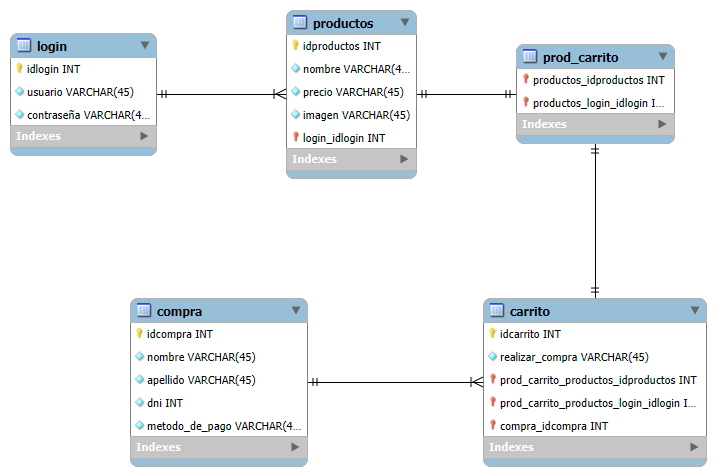 login
idlogin INT
usuario VARCHAR(45)
contraseña VARCHAR(4...
Indexes
productos
idproductos INT
nombre VARCHAR(4...
precio VARCHAR(45)
imagen VARCHAR(45)
login_idlogin INT
Indexes
prod_carrito
productos_idproductos INT
productos_login_idlogin I...
Indexes
compra
idcompra INT
nombre VARCHAR(45)
apellido VARCHAR(45)
dni INT
metodo_de_pago VARCHAR(4...
Indexes
carrito
idcarrito INT
realizar_compra VARCHAR(45)
prod_carrito_productos_idproductos INT
prod_carrito_productos_login_idlogin I...
compra_idcompra INT
Indexes